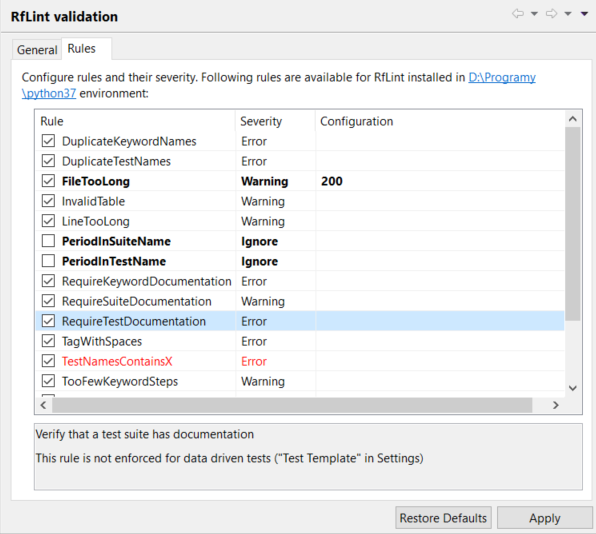 RfLint validation
General Rules
Configure rules and their severity. Following rules are available for RfLint installed in D:\Programy
\python37 environment:
Rule Severity Configuration
DuplicateKeywordNames Error
DuplicateTestNames Error
FileTooLong Warning 200
InvalidTable Warning
LineTooLong Warning
PeriodInSuiteName Ignore
PeriodInTestName Ignore
RequireKeywordDocumentation Error
RequireSuiteDocumentation Warning
RequireTestDocumentation Error
TagWithSpaces Error
TestNamesContainsX Error
TooFewKeywordSteps Warning
Verify that a test suite has documentation
This rule is not enforced for data driven tests ("Test Template" in Settings)
Restore Defaults Apply